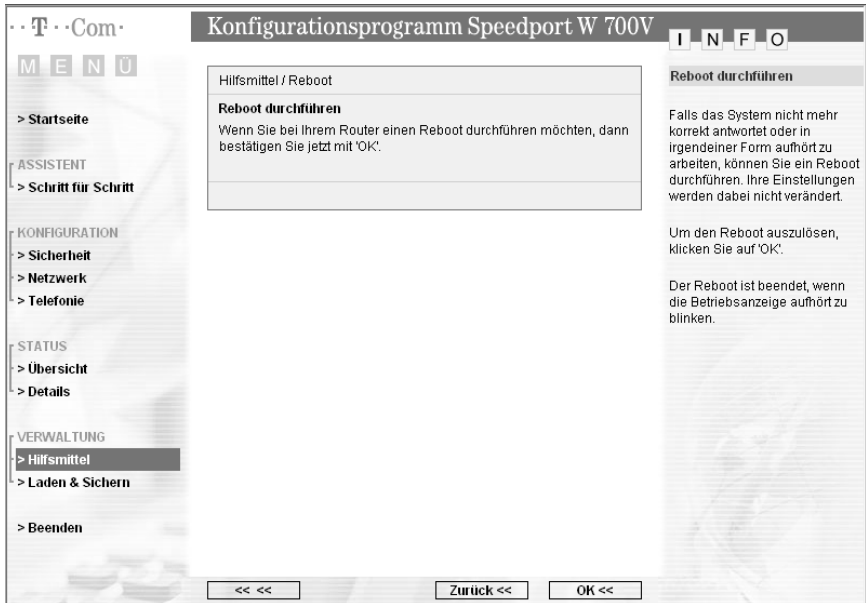 · · T · · Com ·
Konfigurationsprogramm Speedport W 700V
I N F O
M E N Ü
> Startseite
ASSISTENT
> Schritt für Schritt
KONFIGURATION
> Sicherheit
> Netzwerk
> Telefonie
STATUS
> Übersicht
> Details
VERWALTUNG
> Hilfsmittel
> Laden & Sichern
> Beenden
Hilfsmittel / Reboot
Reboot durchführen
Wenn Sie bei Ihrem Router einen Reboot durchführen möchten, dann
bestätigen Sie jetzt mit 'OK'.
<< <<
Zurück <<
OK <<
Reboot durchführen
Falls das System nicht mehr
korrekt antwortet oder in
irgendeiner Form aufhört zu
arbeiten, können Sie ein Reboot
durchführen. Ihre Einstellungen
werden dabei nicht verändert.
Um den Reboot auszulösen,
klicken Sie auf 'OK'.
Der Reboot ist beendet, wenn
die Betriebsanzeige aufhört zu
blinken.